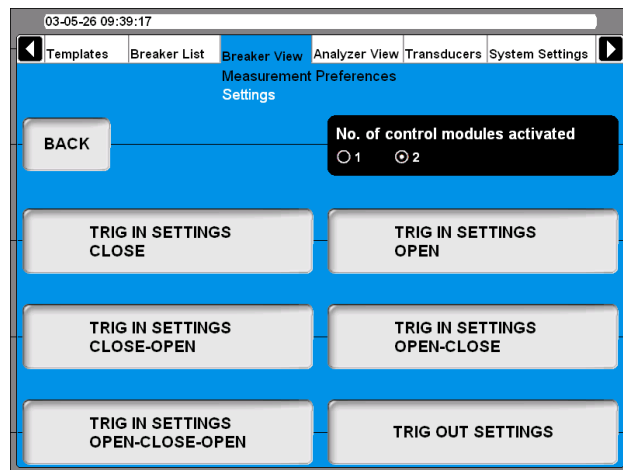 03-05-26 09:39:17
Templates Breaker List Breaker View Analyzer View Transducers System Settings
Measurement Preferences
Settings
BACK
No. of control modules activated
1 2
TRIG IN SETTINGS
CLOSE
TRIG IN SETTINGS
OPEN
TRIG IN SETTINGS
CLOSE-OPEN
TRIG IN SETTINGS
OPEN-CLOSE
TRIG IN SETTINGS
OPEN-CLOSE-OPEN
TRIG OUT SETTINGS